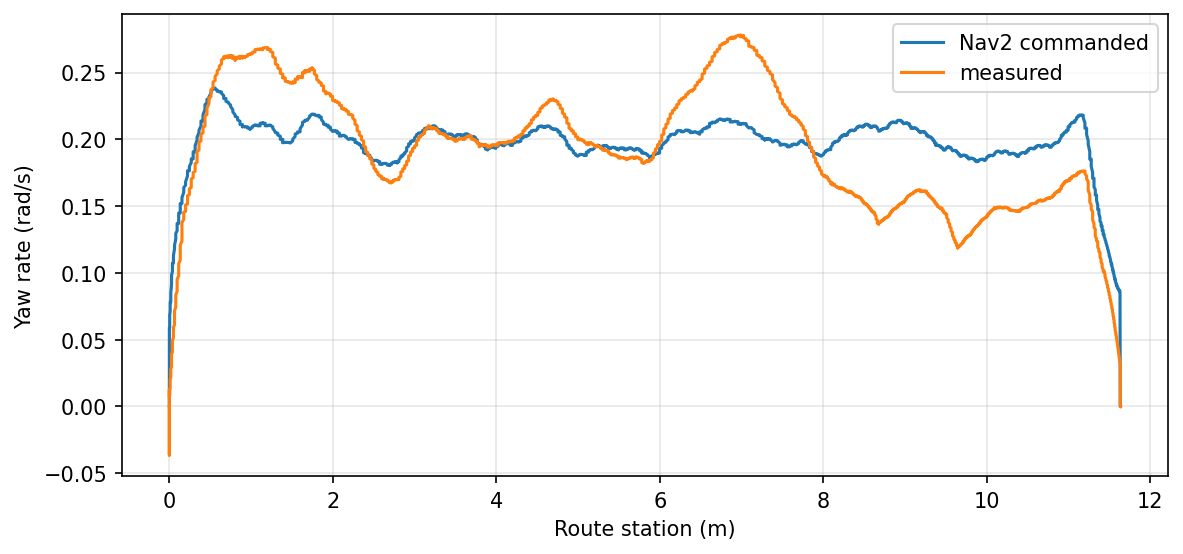 Nav2 commanded
measured
Yaw rate (rad/s)
0.25
0.20
0.15
0.10
0.05
0.00
−0.05
0 2 4 6 8 10 12
Route station (m)